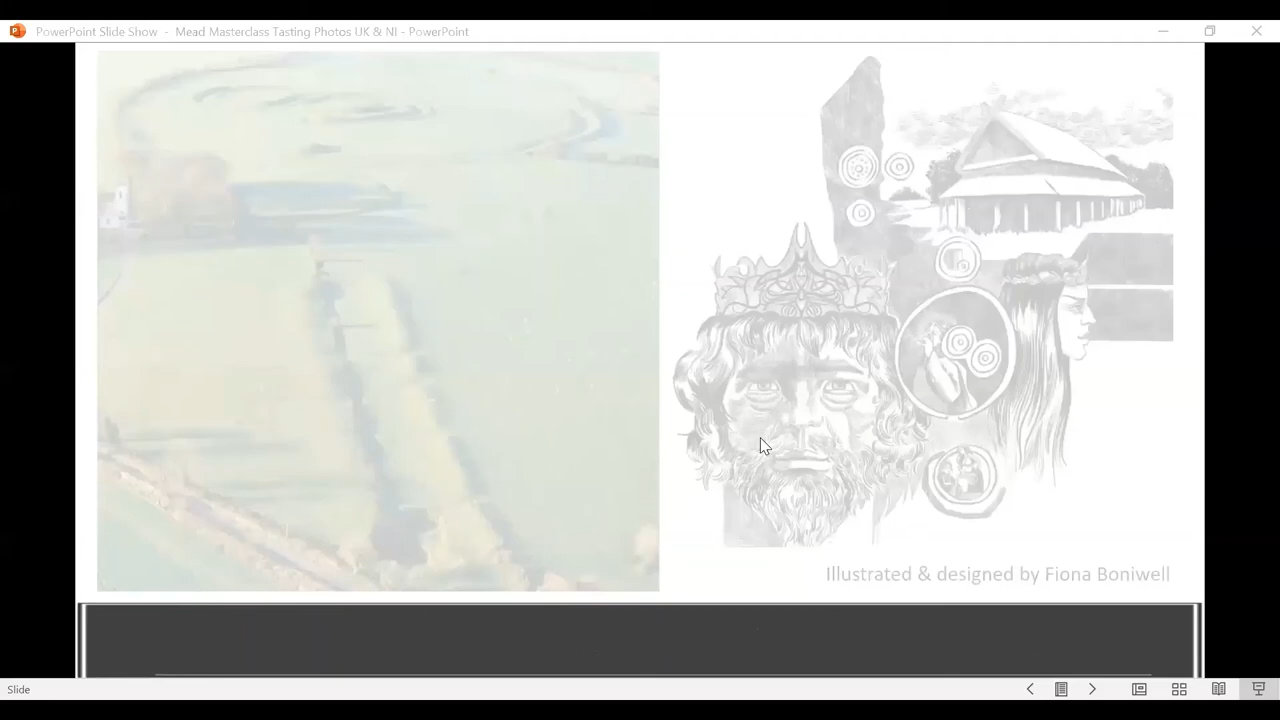 PowerPoint Slide Show - Mead Masterclass Tasting Photos UK & NI - PowerPoint
Illustrated & designed by Fiona Boniwell
Slide